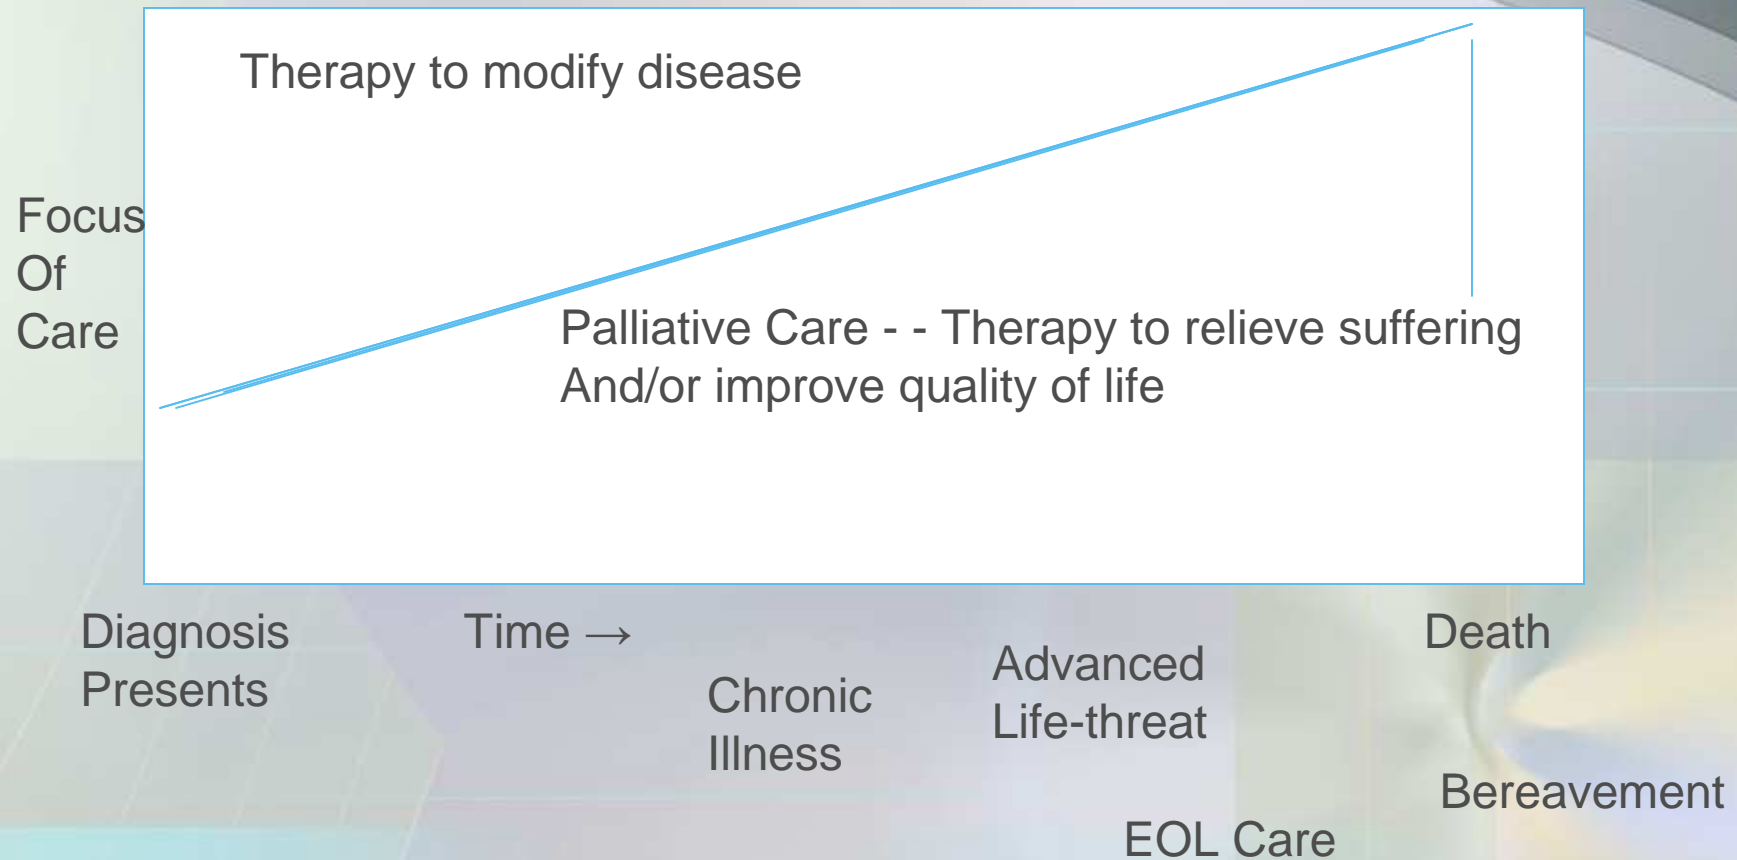 Therapy to modify disease
Focus
Of
Care
Palliative Care - - Therapy to relieve suffering
And/or improve quality of life
Diagnosis
Presents
Time →
Chronic
Illness
Advanced
Life-threat
EOL Care
Death
Bereavement